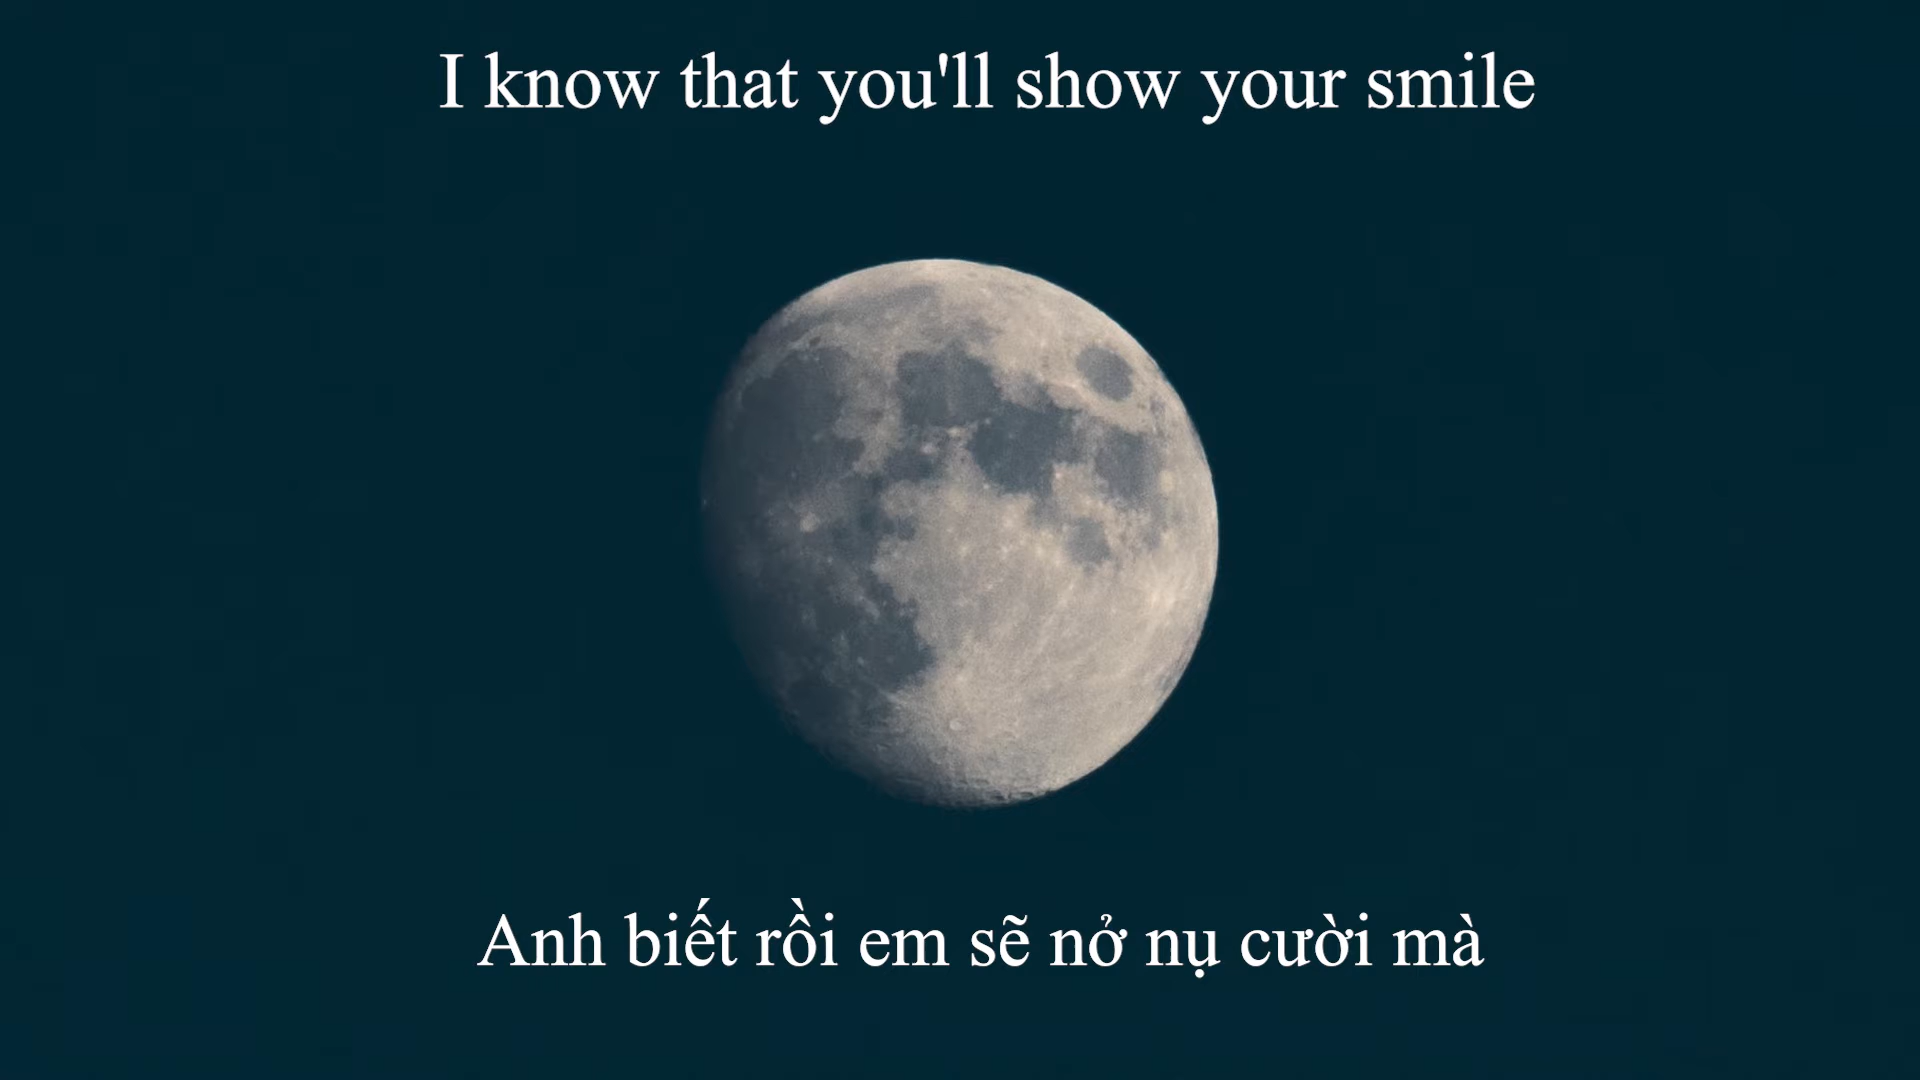 I know that you'll show your smile
Anh biết rồi em sẽ nở nụ cười mà